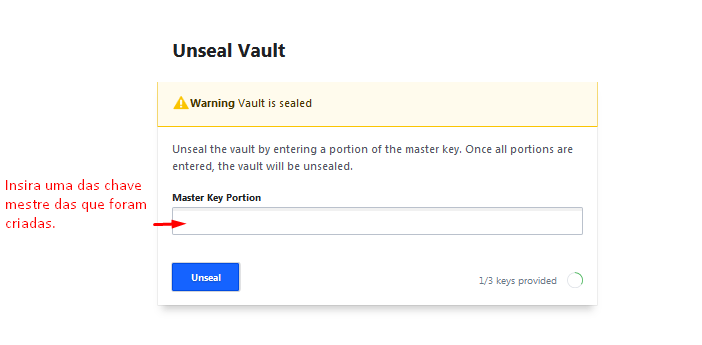 Unseal Vault
Warning Vault is sealed
Unseal the vault by entering a portion of the master key. Once all portions are
entered, the vault will be unsealed.
Insira uma das chave
mestre das que foram
criadas.
Master Key Portion
Unseal
1/3 keys provided